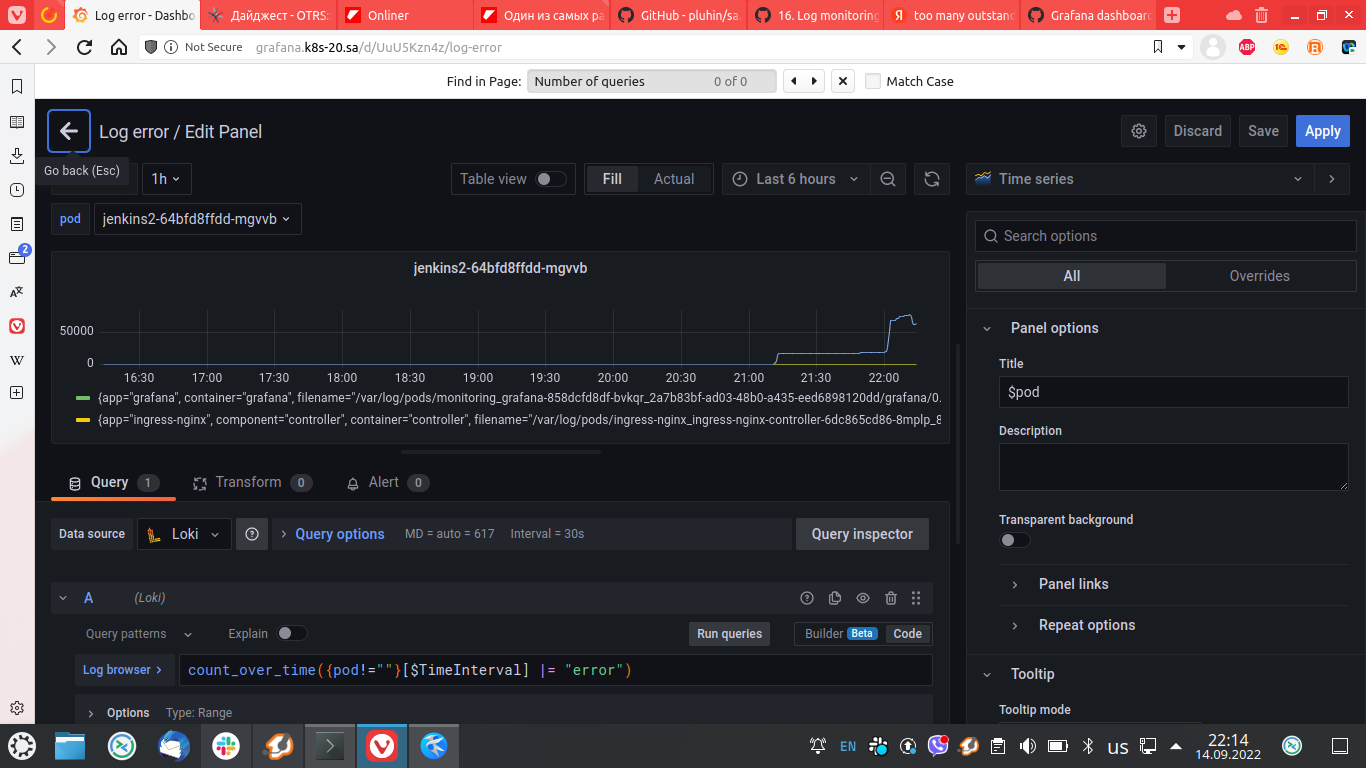 Log error - Dashbo
Дайджест - OTRS:
Onliner
Один из самых ра
GitHub - pluhin/sa.
16. Log monitoring
too many outstanc
Grafana dashboard
Not Secure grafana.k8s-20.sa/d/UuU5Kzn4z/log-error
ABP
Find in Page: Number of queries 0 of 0 Match Case
Log error / Edit Panel Discard Save Apply
Go back (Esc)
1h Table view Fill Actual Last 6 hours Time series
pod jenkins2-64bfd8ffdd-mgvvb
Search options
jenkins2-64bfd8ffdd-mgvvb
All Overrides
50000
0
16:30 17:00 17:30 18:00 18:30 19:00 19:30 20:00 20:30 21:00 21:30 22:00
{app="grafana", container="grafana", filename="/var/log/pods/monitoring_grafana-858dcfd8df-bvkqr_2a7b83bf-ad03-48b0-a435-eed6898120dd/grafana/0.
{app="ingress-nginx", component="controller", container="controller", filename="/var/log/pods/ingress-nginx_ingress-nginx-controller-6dc865cd86-8mplp_8
Panel options
Title
$pod
Description
Transparent background
Panel links
Repeat options
Tooltip
Tooltip mode
Query 1 Transform 0 Alert 0
Data source Loki Query options MD = auto = 617 Interval = 30s Query inspector
A (Loki)
Query patterns Explain Run queries Builder Beta Code
Log browser > count_over_time({pod!=""}[$TimeInterval] |= "error")
Options Type: Range
2
W
EN us 22:14
14.09.2022